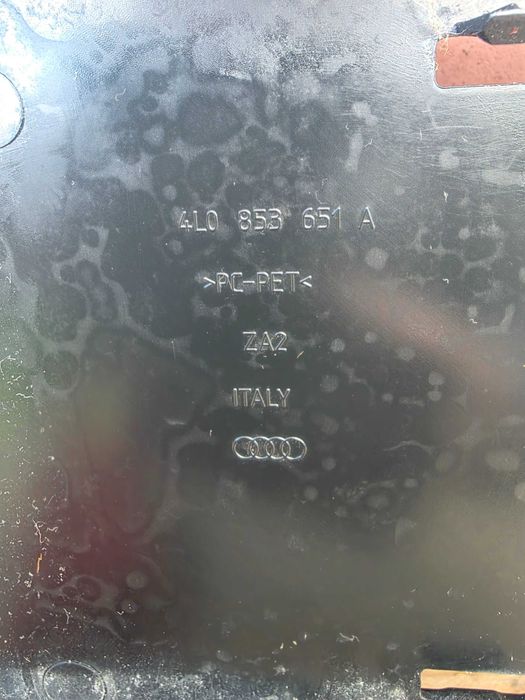 4L0 853 651 A
>PC-PET<
ZA2
ITALY